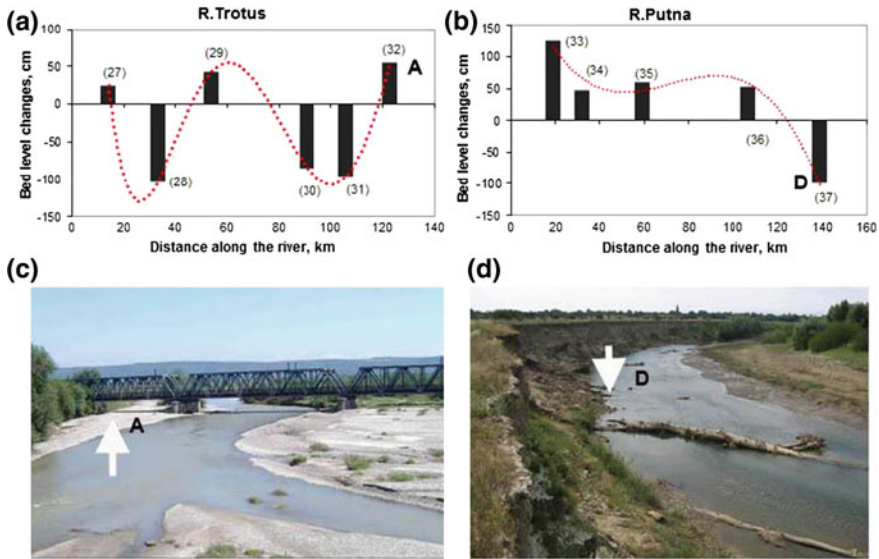 (a)
R.Trotus
Bed level changes, cm
100
50
0
-50
-100
-150
(27)
(28)
(29)
(30)
(31)
(32)
A
0 20 40 60 80 100 120 140
Distance along the river, km
(b)
R.Putna
Bed level changes, cm
150
100
50
0
-50
-100
-150
(33)
(34)
(35)
(36)
D
(37)
0 20 40 60 80 100 120 140 160
Distance along the river, km
(c)
A
(d)
D